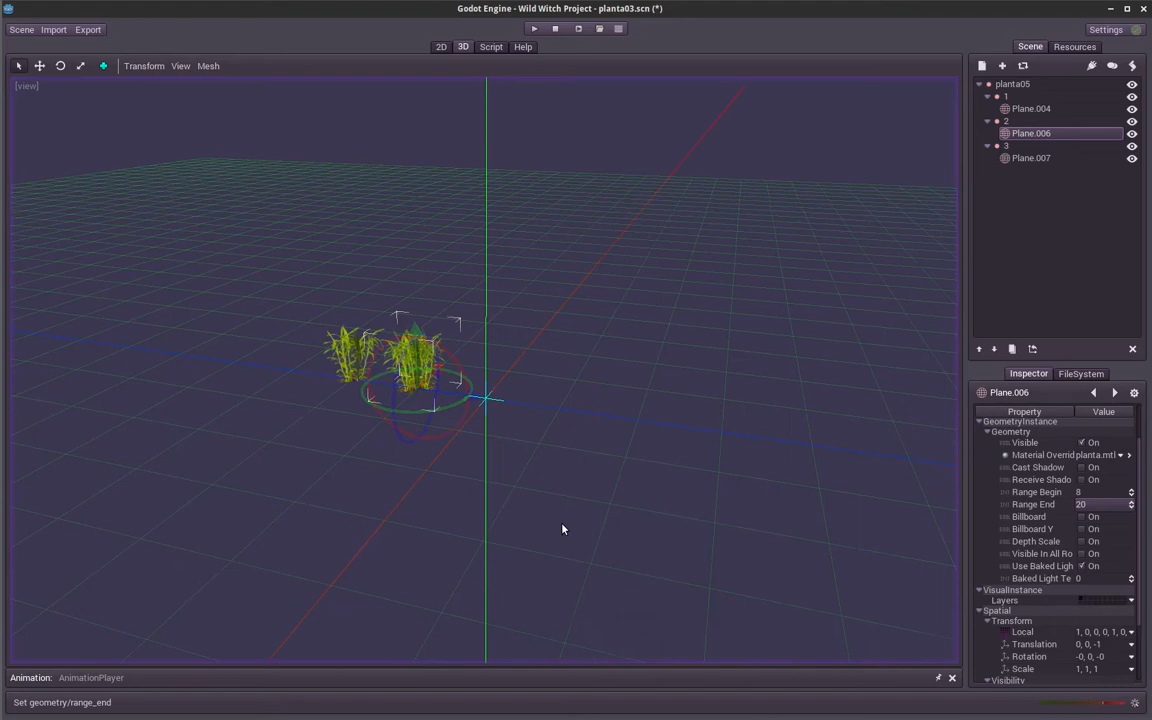 Godot Engine - Wild Witch Project - planta03.scn (*)
Scene Import Export
Settings
2D 3D Script Help
Scene Resources
Transform View Mesh
[view]
planta05
1
Plane.004
2
Plane.006
3
Plane.007
Inspector FileSystem
Plane.006
Property Value
GeometryInstance
Geometry
Visible On
Material Overrid planta.mtl
Cast Shadow On
Receive Shado On
Range Begin 8
Range End 20
Billboard On
Billboard Y On
Depth Scale On
Visible In All Ro On
Use Baked Ligh On
Baked Light Te 0
VisualInstance
Layers
Spatial
Transform
Local 1, 0, 0, 0, 1, 0,
Translation 0, 0, -1
Rotation -0, 0, -0
Scale 1, 1, 1
Visibility
Animation: AnimationPlayer
Set geometry/range_end